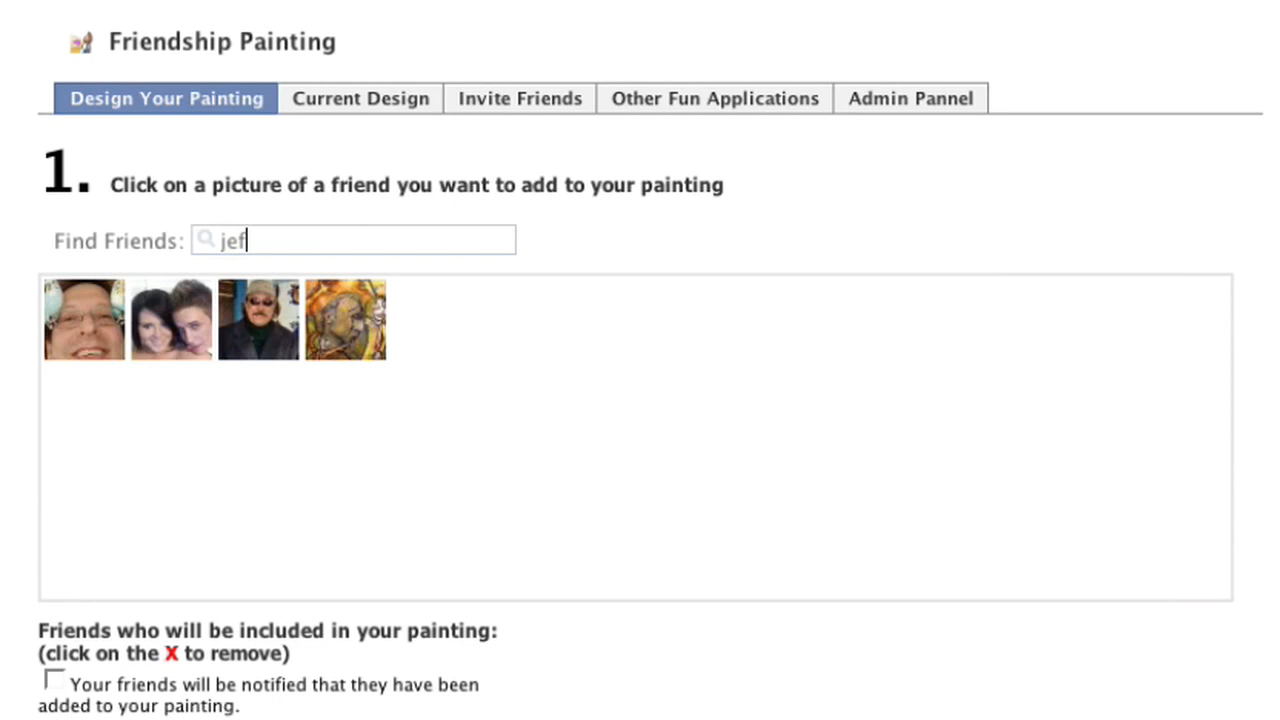 Friendship Painting
Design Your Painting Current Design Invite Friends Other Fun Applications Admin Pannel
1. Click on a picture of a friend you want to add to your painting
Find Friends: jef
Friends who will be included in your painting:
(click on the X to remove)
Your friends will be notified that they have been
added to your painting.